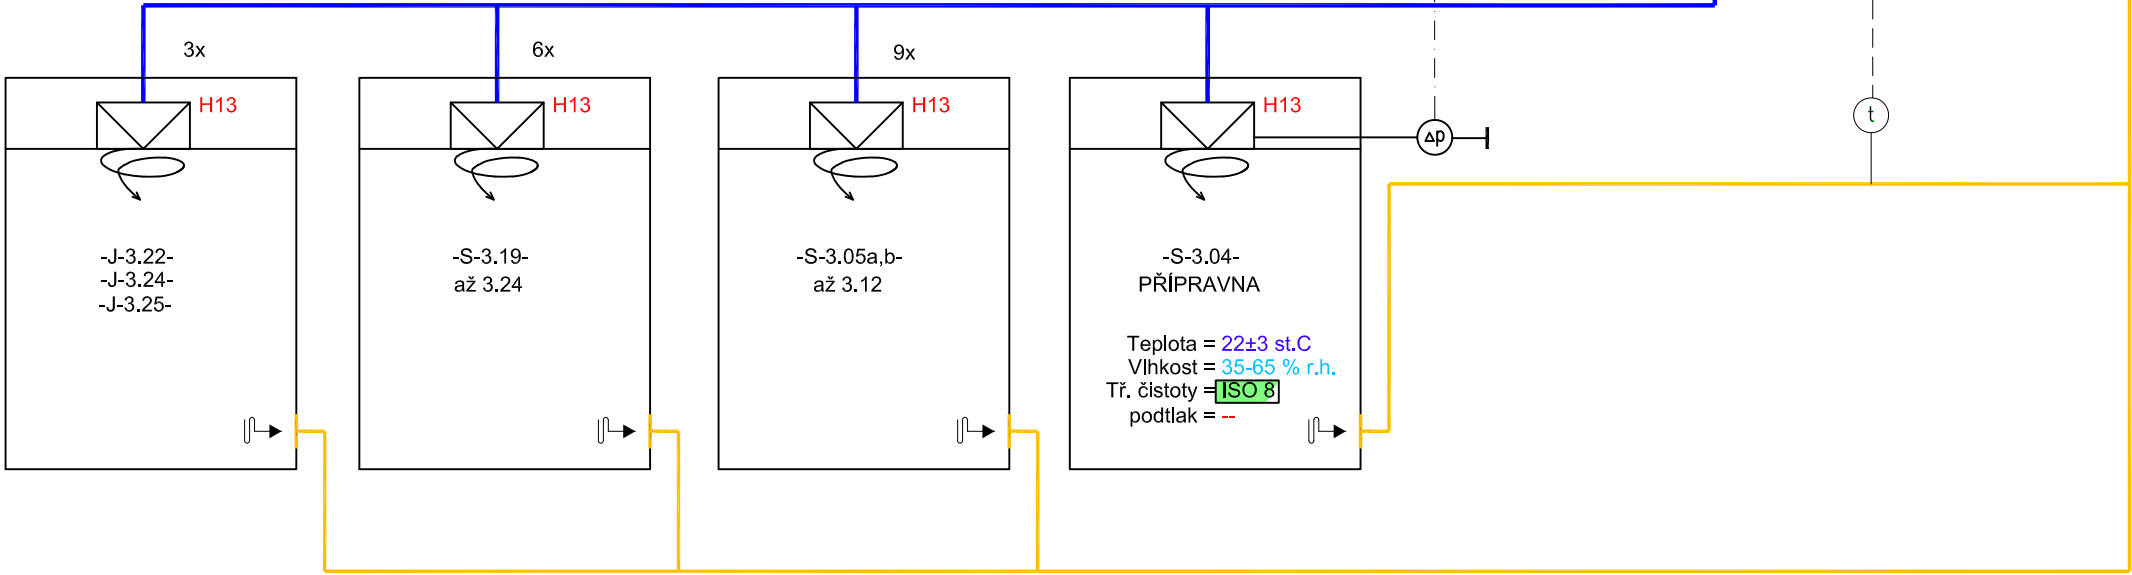 3x
6x
9x
H13
H13
H13
H13
Δp
t
-J-3.22-
-J-3.24-
-J-3.25-
-S-3.19-
až 3.24
-S-3.05a,b-
až 3.12
-S-3.04-
PŘÍPRAVNA
Teplota = 22±3 st.C
Vlhkost = 35-65 % r.h.
Tř. čistoty = ISO 8
podtlak = --